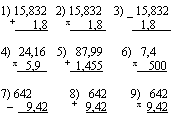 1) 15,832 2) 15,832 3) _ 15,832
+ 1,8 x 1,8 1,8
4) 24,16 5) 87,99 6) 7,4
x 5,9 + 1,455 x 500
7) 642 8) 642 9) 642
– 9,42 + 9,42 x 9,42